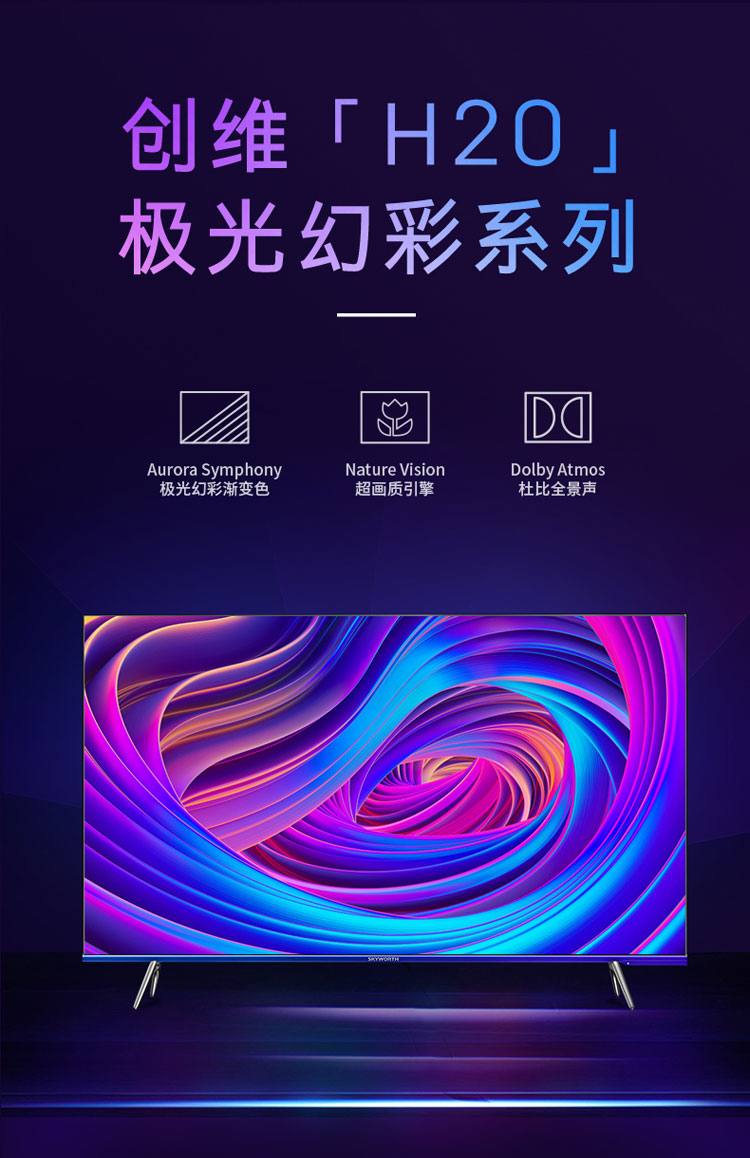 创维「H20」
极光幻彩系列
Aurora Symphony
极光幻彩渐变色
Nature Vision
超画质引擎
Dolby Atmos
杜比全景声
SKYWORTH